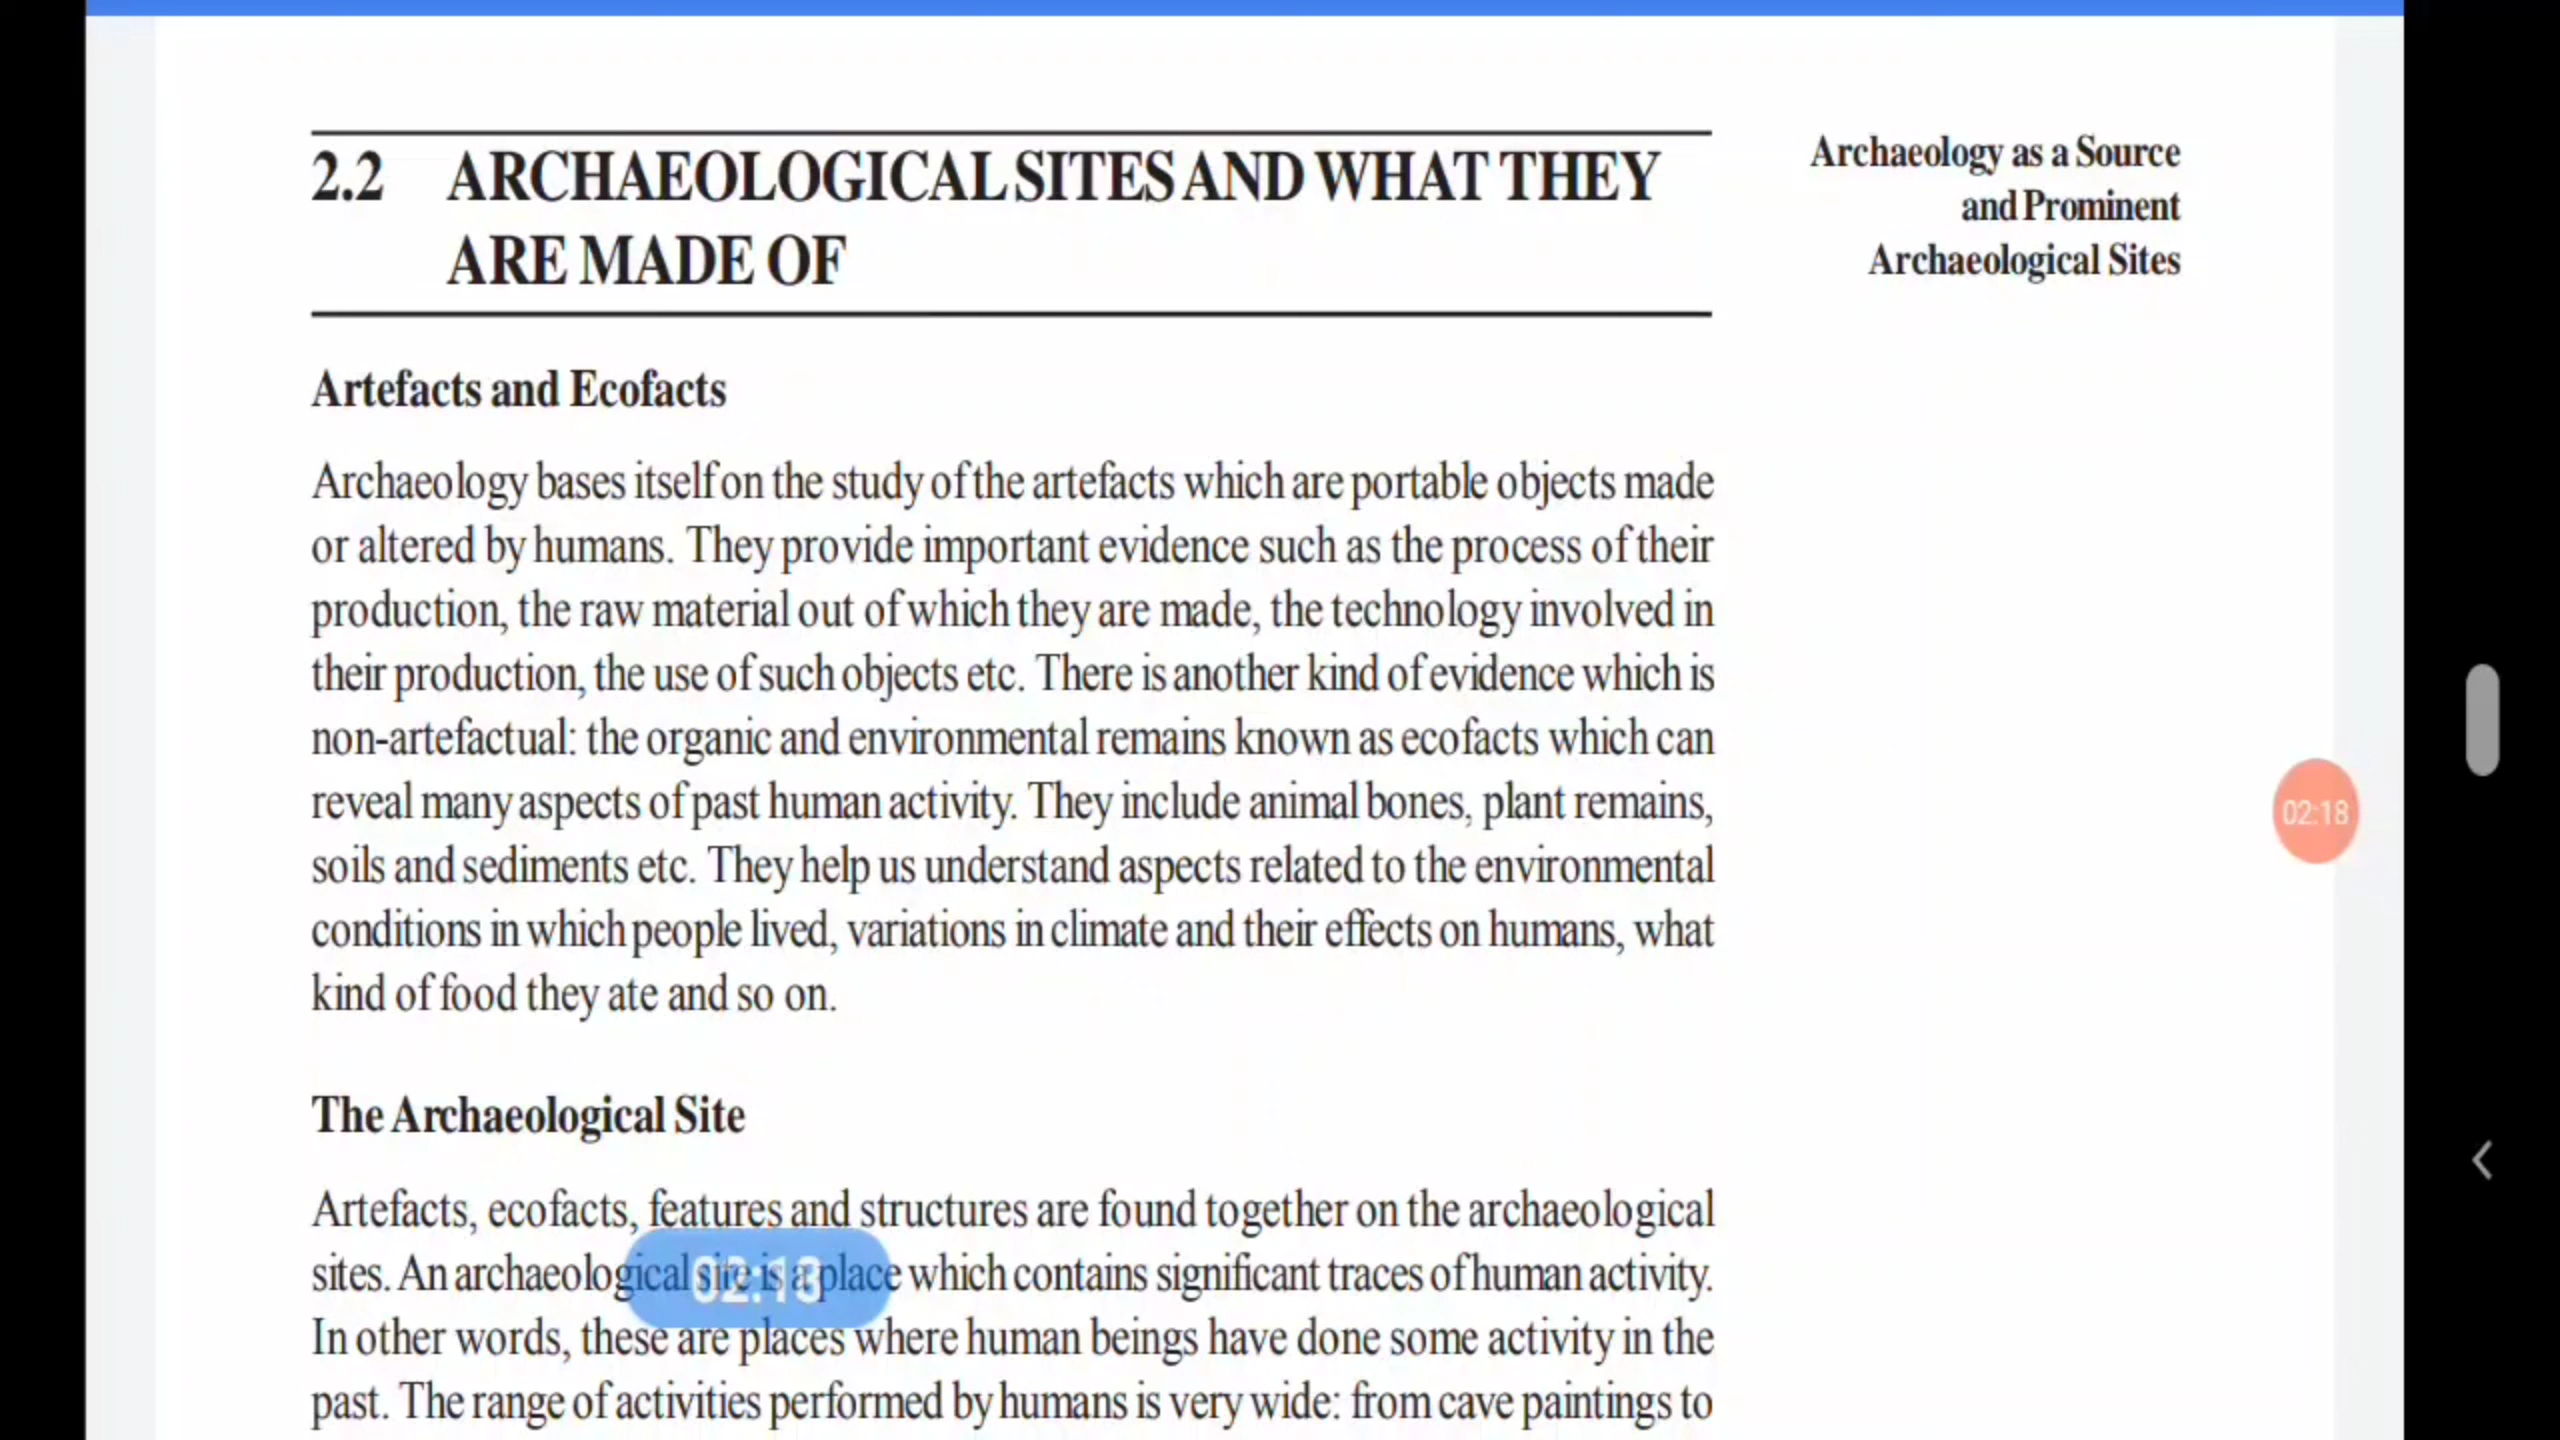 2.2 ARCHAEOLOGICAL SITES AND WHAT THEY
ARE MADE OF
Archaeology as a Source
and Prominent
Archaeological Sites
Artefacts and Ecofacts
Archaeology bases itself on the study of the artefacts which are portable objects made
or altered by humans. They provide important evidence such as the process of their
production, the raw material out of which they are made, the technology involved in
their production, the use of such objects etc. There is another kind of evidence which is
non-artefactual: the organic and environmental remains known as ecofacts which can
reveal many aspects of past human activity. They include animal bones, plant remains,
soils and sediments etc. They help us understand aspects related to the environmental
conditions in which people lived, variations in climate and their effects on humans, what
kind of food they ate and so on.
02:18
The Archaeological Site
Artefacts, ecofacts, features and structures are found together on the archaeological
sites. An archaeological site is a place which contains significant traces of human activity.
02:18
In other words, these are places where human beings have done some activity in the
past. The range of activities performed by humans is very wide: from cave paintings to